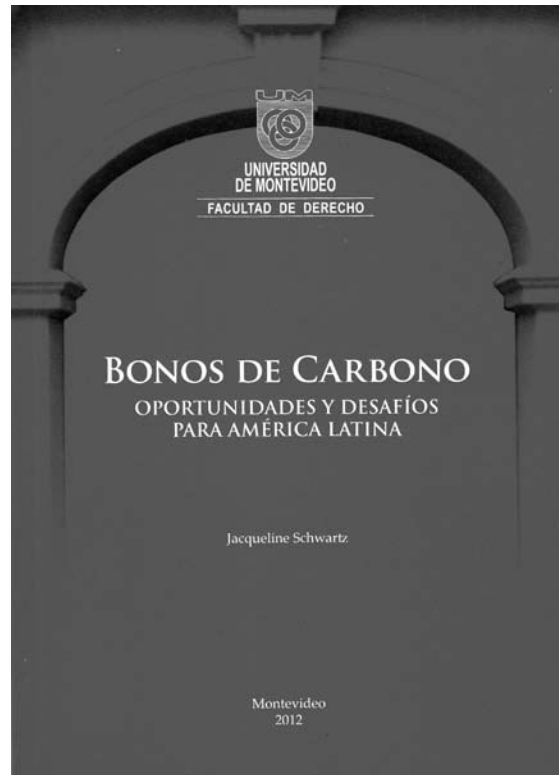 UM
UNIVERSIDAD
DE MONTEVIDEO
FACULTAD DE DERECHO
BONOS DE CARBONO
OPORTUNIDADES Y DESAFÍOS
PARA AMÉRICA LATINA
Jacqueline Schwartz
Montevideo
2012